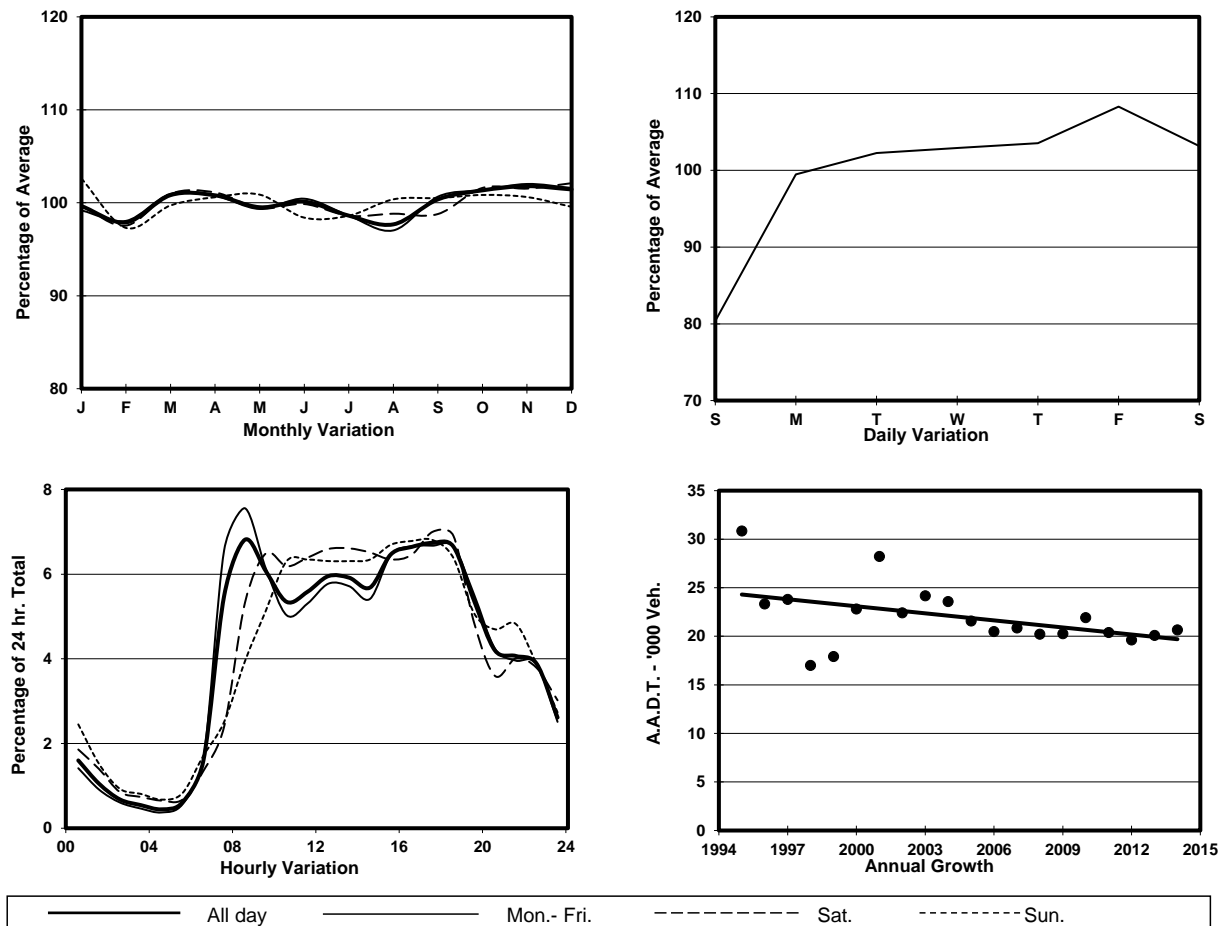 120
110
100
90
80
Percentage of Average
J F M A M J J A S O N D
Monthly Variation
120
110
100
90
80
70
Percentage of Average
S M T W T F S
Daily Variation
8
6
4
2
0
Percentage of 24 hr. Total
00 04 08 12 16 20 24
Hourly Variation
35
30
25
20
15
10
5
0
A.A.D.T. - '000 Veh.
1994 1997 2000 2003 2006 2009 2012 2015
Annual Growth
All day Mon.- Fri. Sat. Sun.